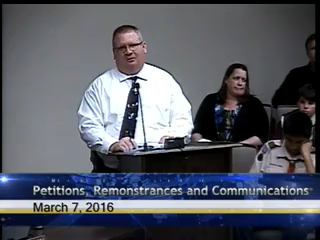 Petitions, Remonstrances and Communications
March 7, 2016